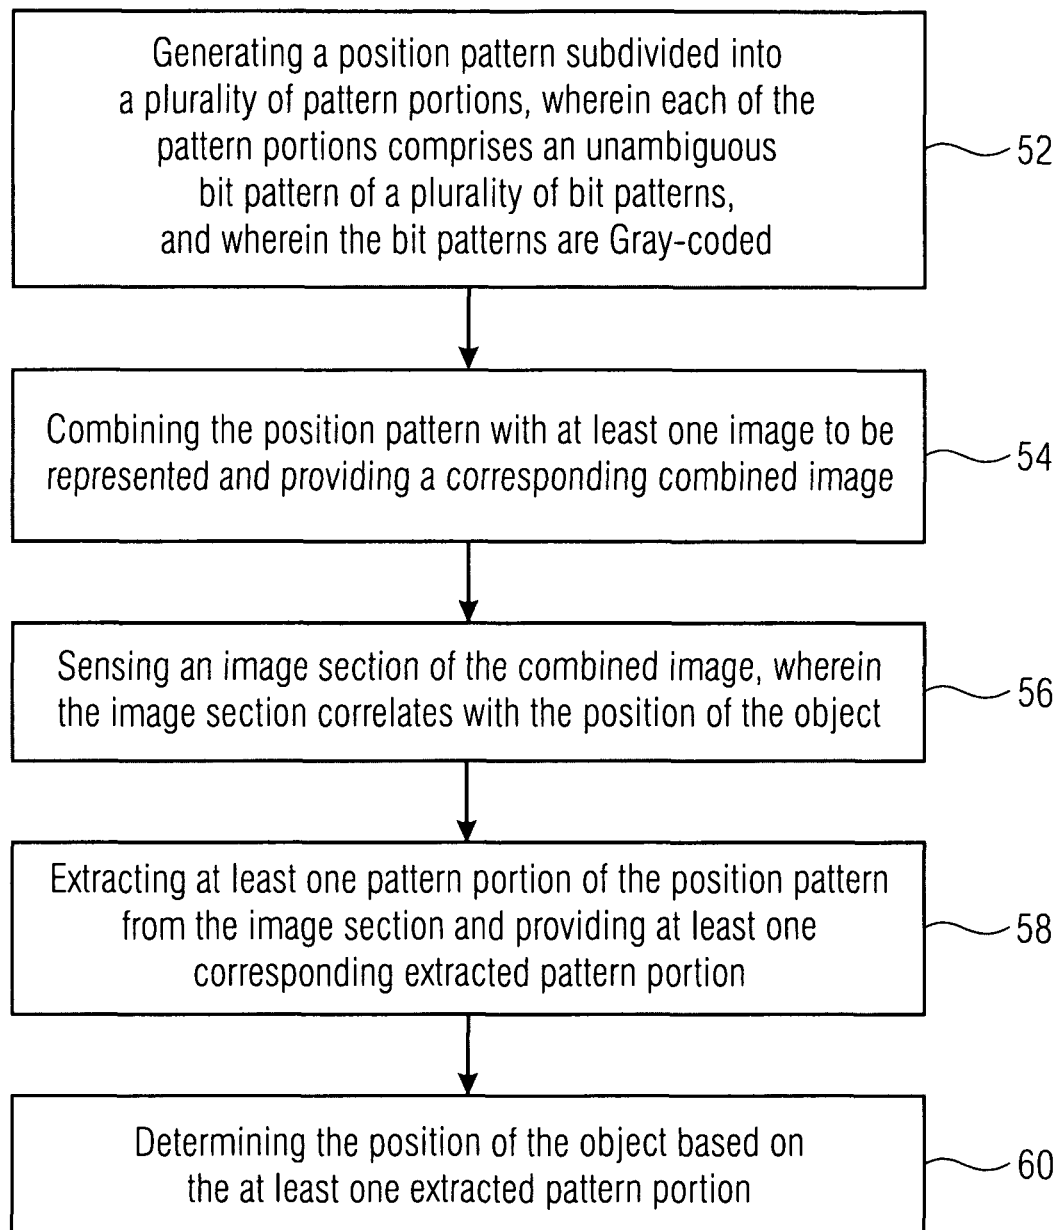 Generating a position pattern subdivided into
a plurality of pattern portions, wherein each of the
pattern portions comprises an unambiguous
bit pattern of a plurality of bit patterns,
and wherein the bit patterns are Gray-coded
52
Combining the position pattern with at least one image to be
represented and providing a corresponding combined image
54
Sensing an image section of the combined image, wherein
the image section correlates with the position of the object
56
Extracting at least one pattern portion of the position pattern
from the image section and providing at least one
corresponding extracted pattern portion
58
Determining the position of the object based on
the at least one extracted pattern portion
60